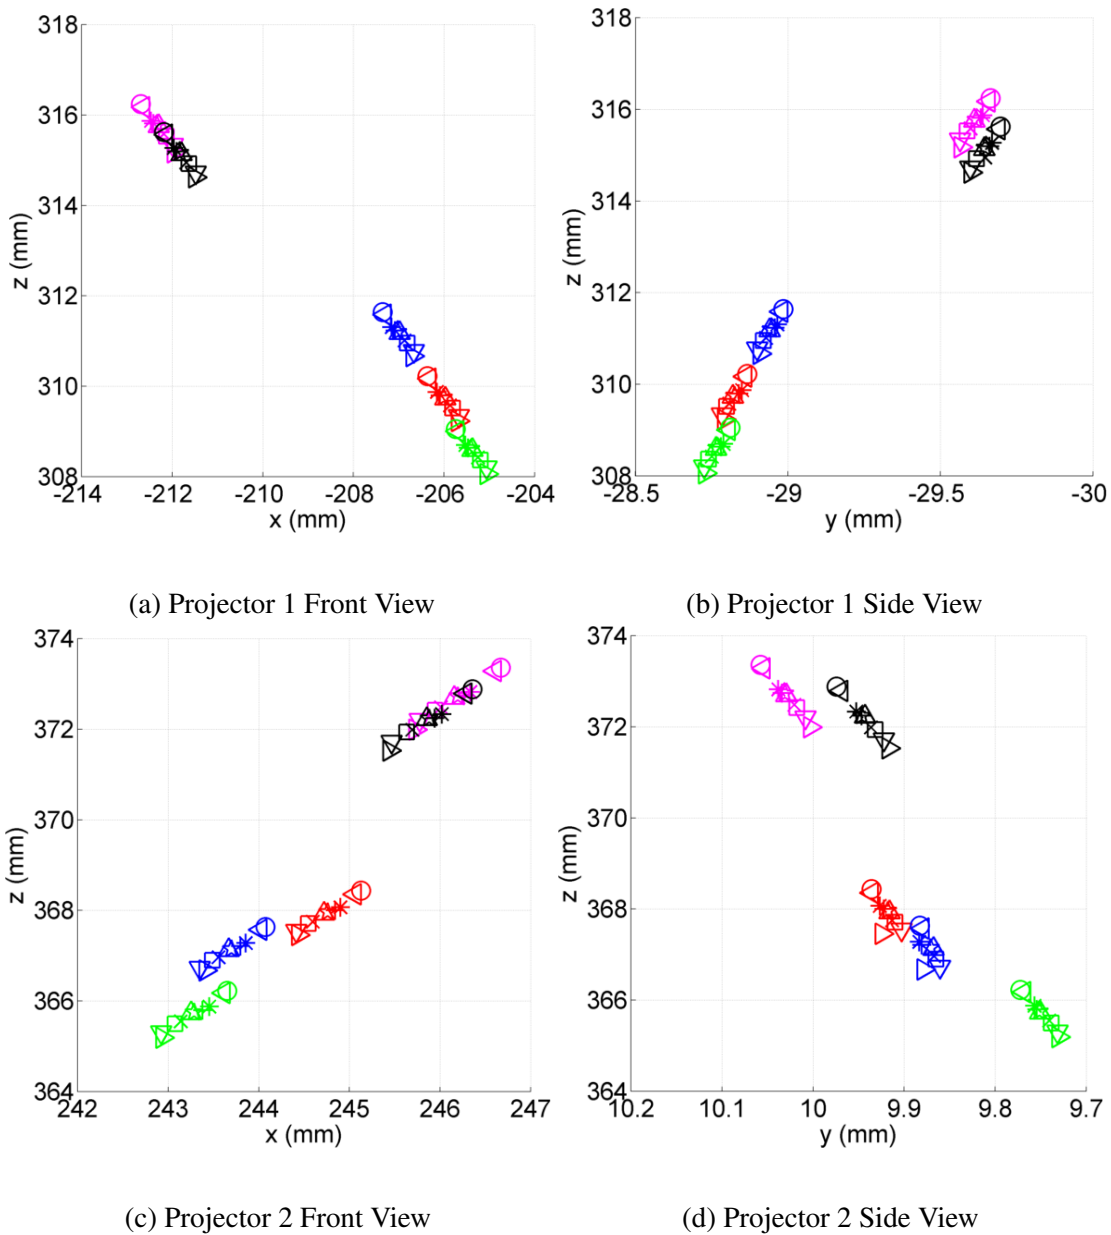 318
316
314
312
310
308
z (mm)
-214 -212 -210 -208 -206 -204
x (mm)
(a) Projector 1 Front View
318
316
314
312
310
308
z (mm)
-28.5 -29 -29.5 -30
y (mm)
(b) Projector 1 Side View
374
372
370
368
366
364
z (mm)
242 243 244 245 246 247
x (mm)
(c) Projector 2 Front View
374
372
370
368
366
364
z (mm)
10.2 10.1 10 9.9 9.8 9.7
y (mm)
(d) Projector 2 Side View